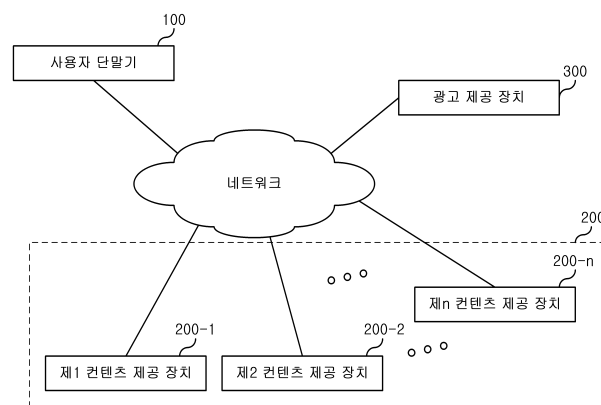 100
사용자 단말기
300
광고 제공 장치
네트워크
200
200-n
제n 컨텐츠 제공 장치
200-1
200-2
제1 컨텐츠 제공 장치
제2 컨텐츠 제공 장치